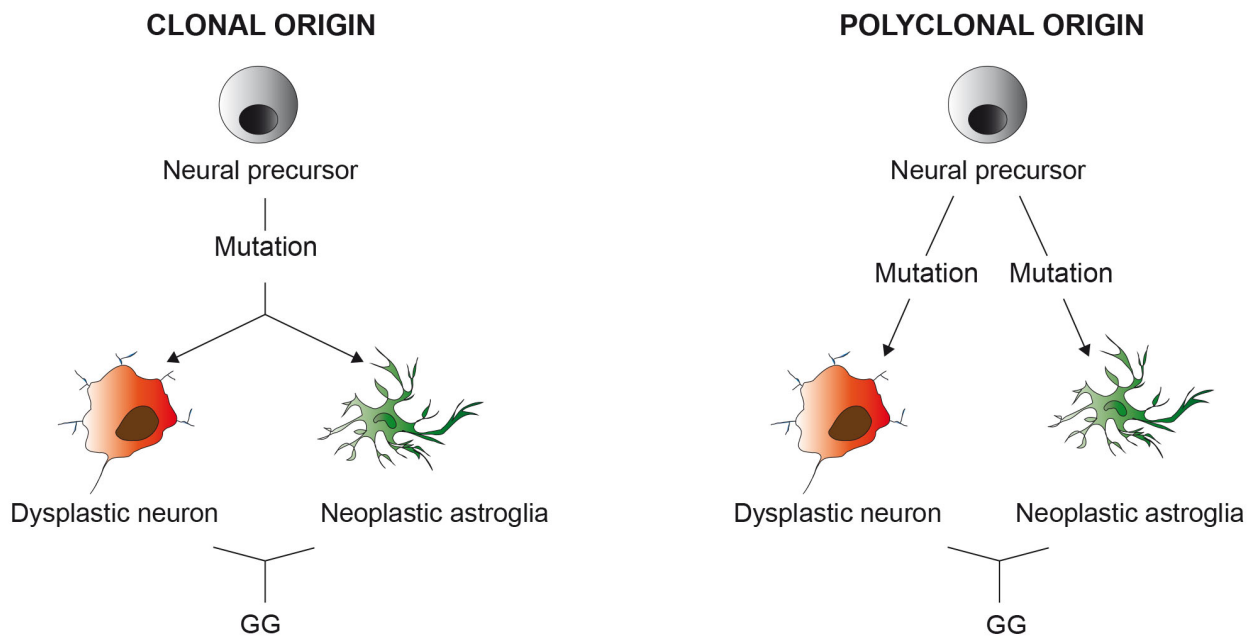 CLONAL ORIGIN
Neural precursor
Mutation
Dysplastic neuron
Neoplastic astroglia
GG
POLYCLONAL ORIGIN
Neural precursor
Mutation
Mutation
Dysplastic neuron
Neoplastic astroglia
GG